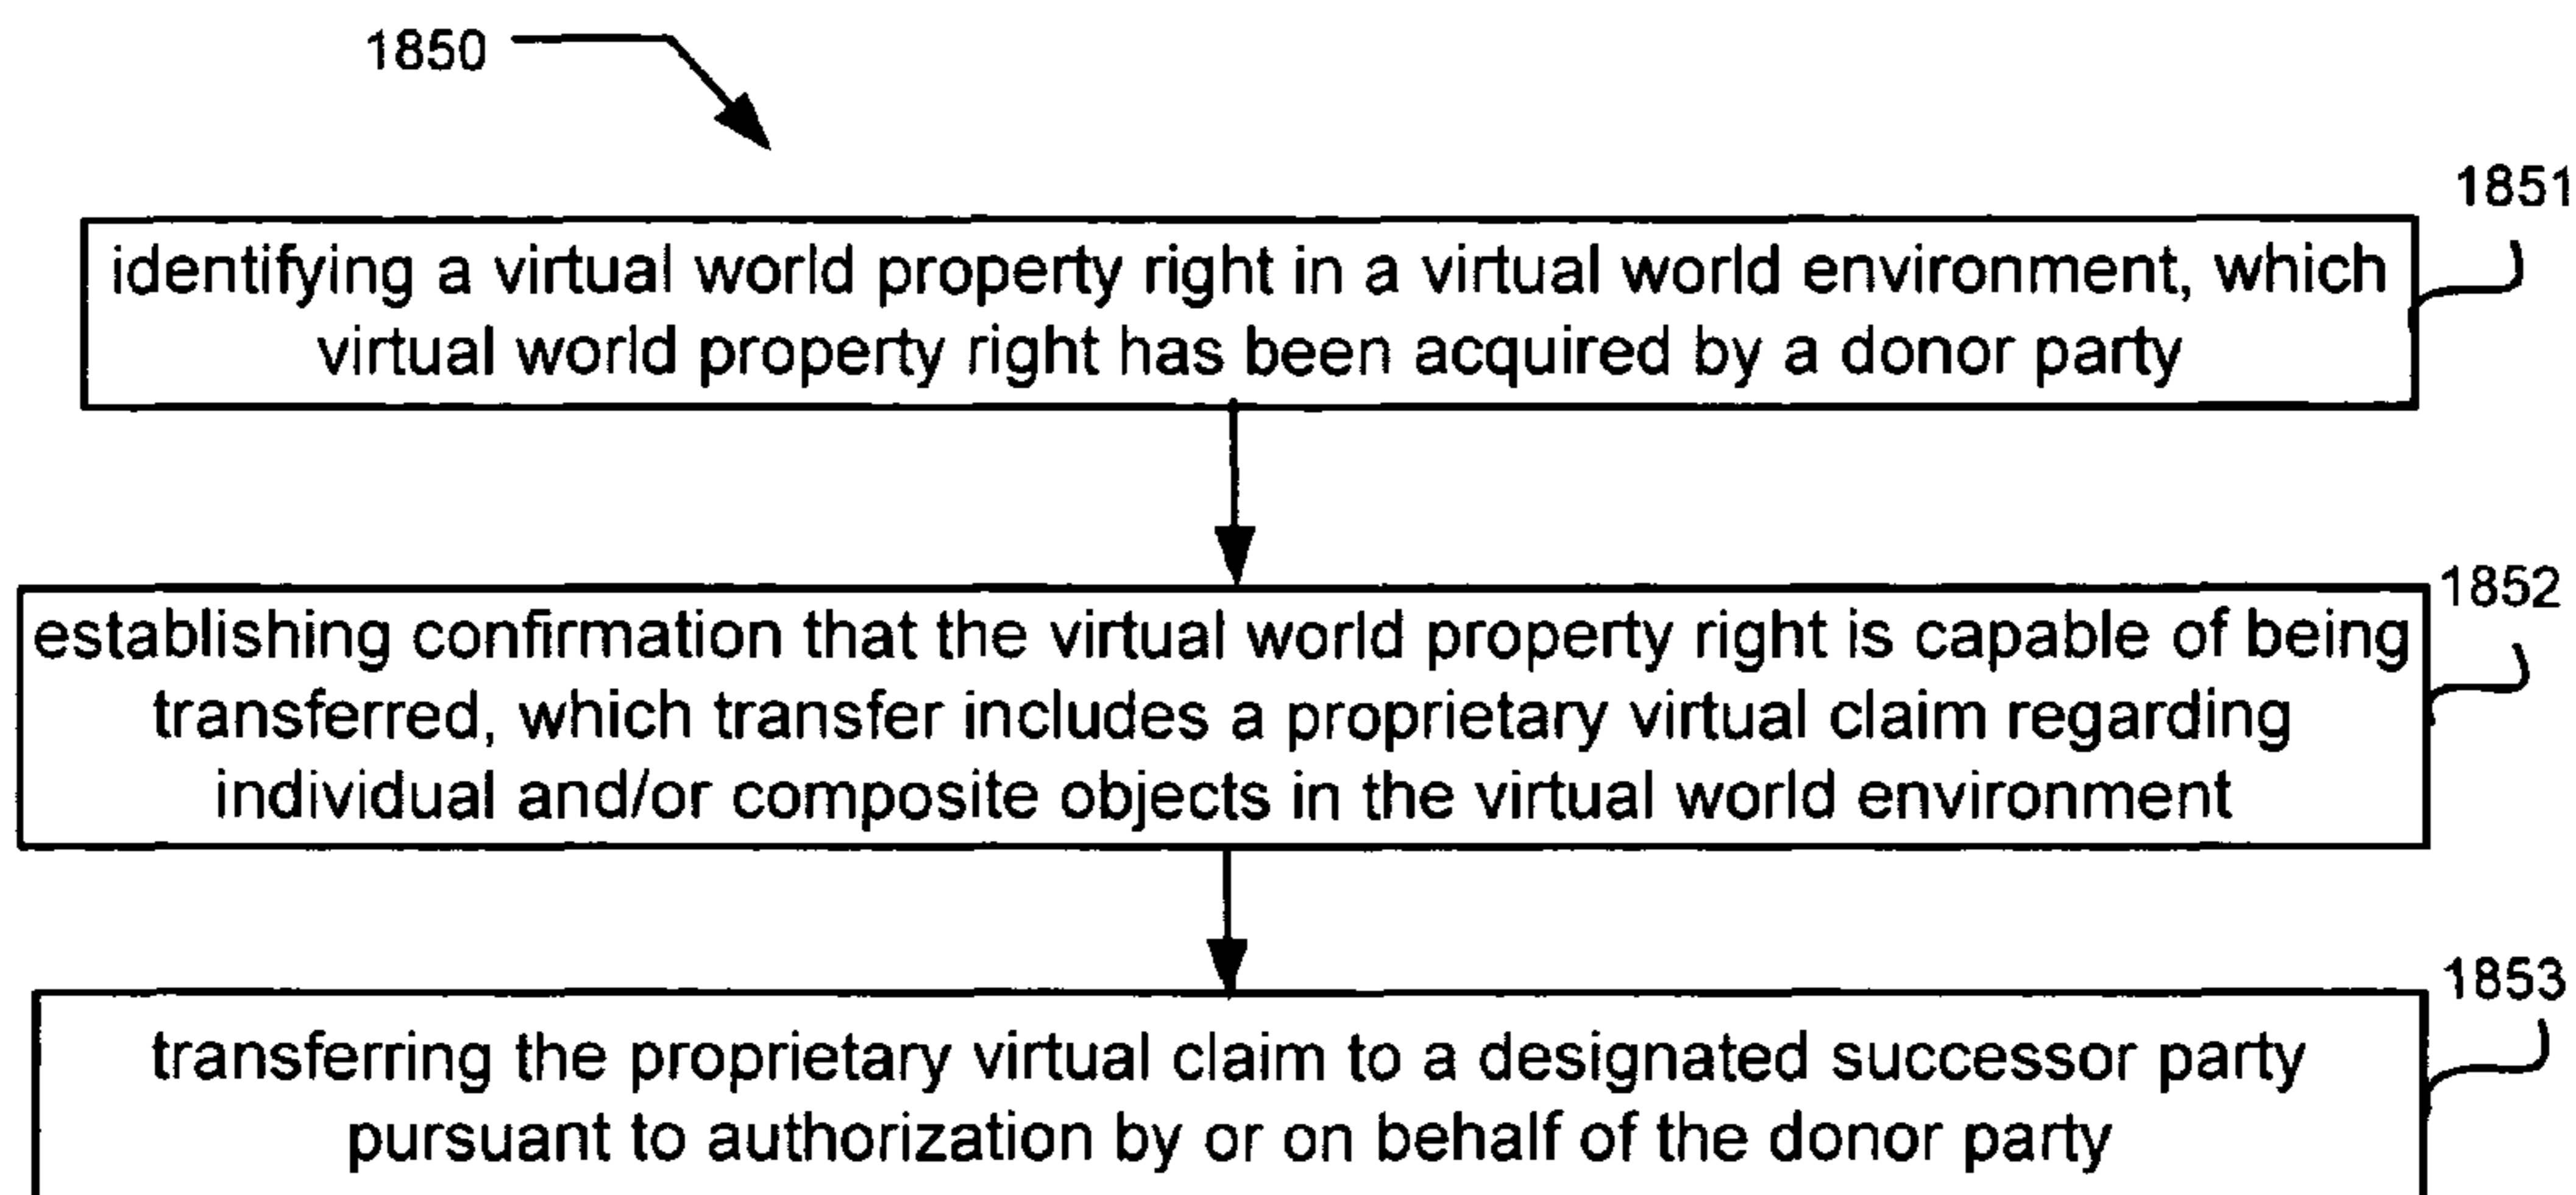 1850
1851
identifying a virtual world property right in a virtual world environment, which
virtual world property right has been acquired by a donor party
1852
establishing confirmation that the virtual world property right is capable of being
transferred, which transfer includes a proprietary virtual claim regarding
individual and/or composite objects in the virtual world environment
1853
transferring the proprietary virtual claim to a designated successor party
pursuant to authorization by or on behalf of the donor party